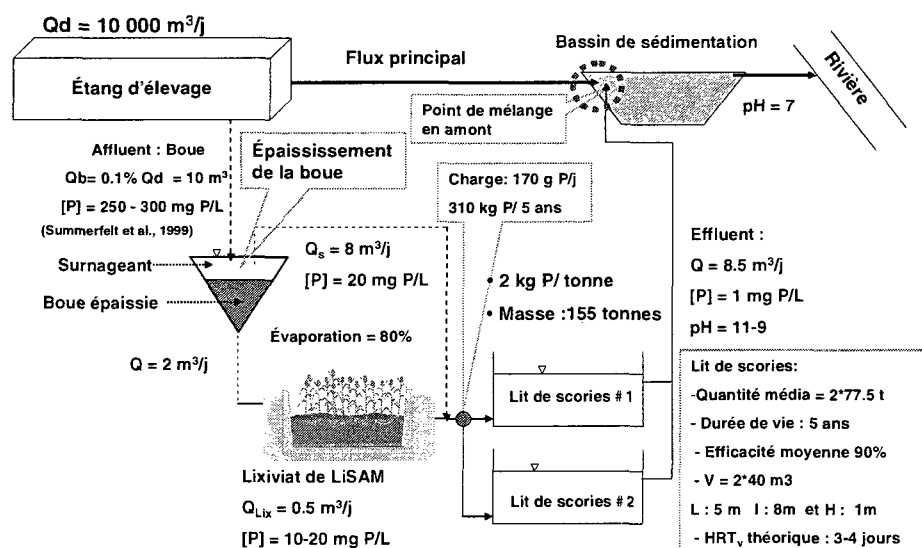 Qd = 10 000 m³/j
Étang d'élevage
Flux principal
Bassin de sédimentation
Rivière
Point de mélange
en amont
pH = 7
Affluent : Boue
Qb= 0.1% Qd = 10 m³
[P] = 250 - 300 mg P/L
(Summerfelt et al., 1999)
Épaississement
de la boue
Charge: 170 g P/j
310 kg P/ 5 ans
Surnageant
Boue épaissie
Qs = 8 m³/j
[P] = 20 mg P/L
• 2 kg P/ tonne
• Masse :155 tonnes
Effluent :
Q = 8.5 m³/j
[P] = 1 mg P/L
pH = 11-9
Q = 2 m³/j
Évaporation = 80%
Lit de scories # 1
Lit de scories # 2
Lixiviat de LiSAM
QLix = 0.5 m³/j
[P] = 10-20 mg P/L
Lit de scories:
-Quantité média = 2*77.5 t
- Durée de vie : 5 ans
- Efficacité moyenne 90%
- V = 2*40 m3
L : 5 m l : 8m et H : 1m
- HRTv théorique : 3-4 jours